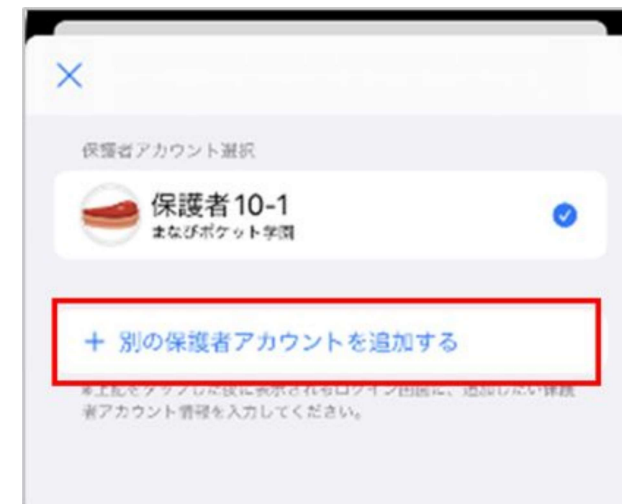 保護者アカウント選択
保護者10-1
まなびポケット学園
+ 別の保護者アカウントを追加する
※上記をタップした後に表示されるログイン画面に、追加したい保護
者アカウント情報を入力してください。